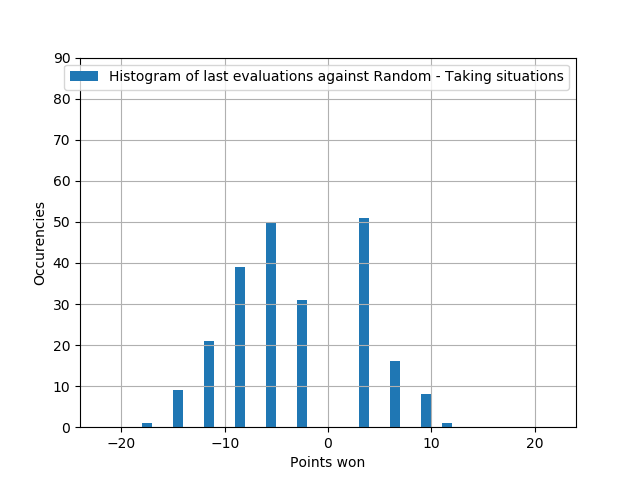 Histogram of last evaluations against Random - Taking situations
90
80
70
60
50
40
30
20
10
0
Occurencies
−20 −10 0 10 20
Points won